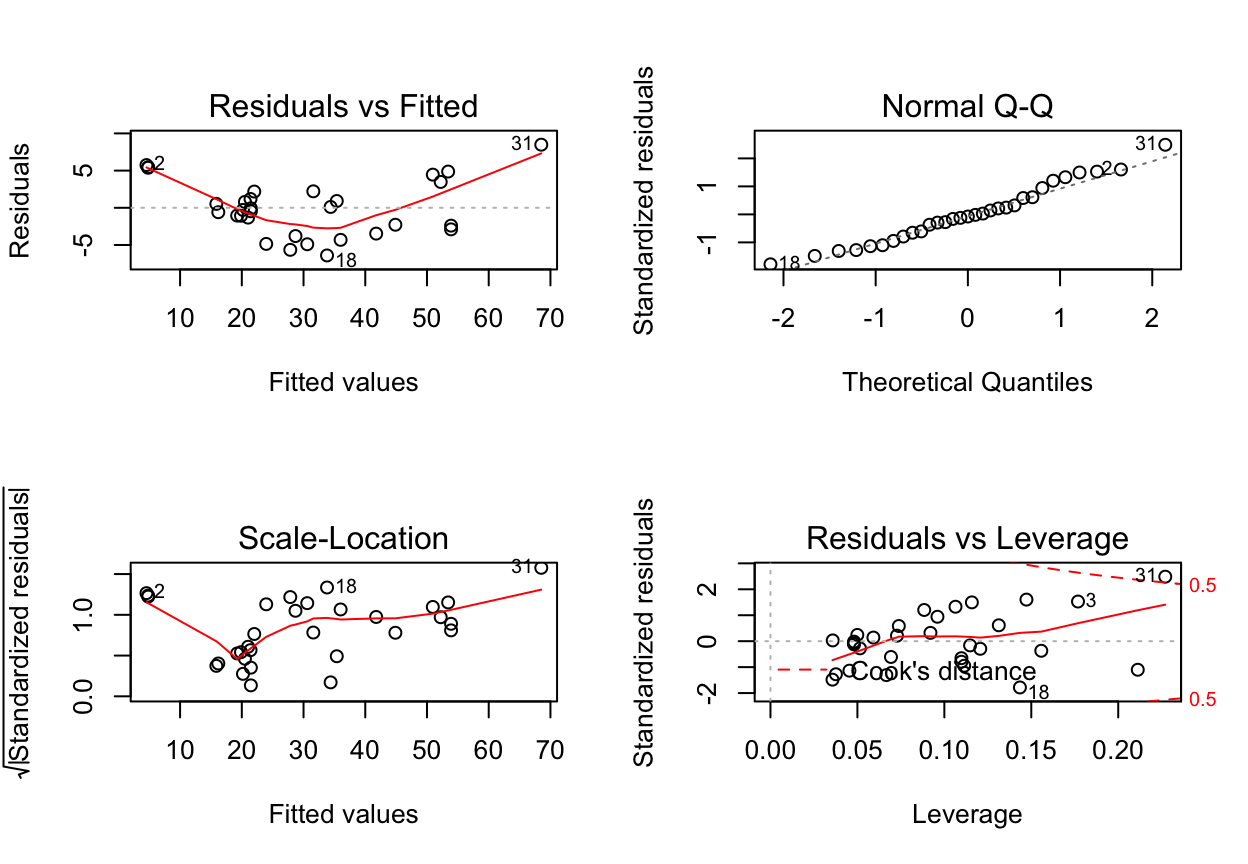 Residuals vs Fitted
Residuals
5
-5
2
18
31
10 20 30 40 50 60 70
Fitted values
Normal Q-Q
Standardized residuals
1
-1
18
2
31
-2 -1 0 1 2
Theoretical Quantiles
Scale-Location
√|Standardized residuals|
1.0
0.0
2
18
31
10 20 30 40 50 60 70
Fitted values
Residuals vs Leverage
Standardized residuals
2
0
-2
31
3
18
0.5
0.5
Cook's distance
0.00 0.05 0.10 0.15 0.20
Leverage